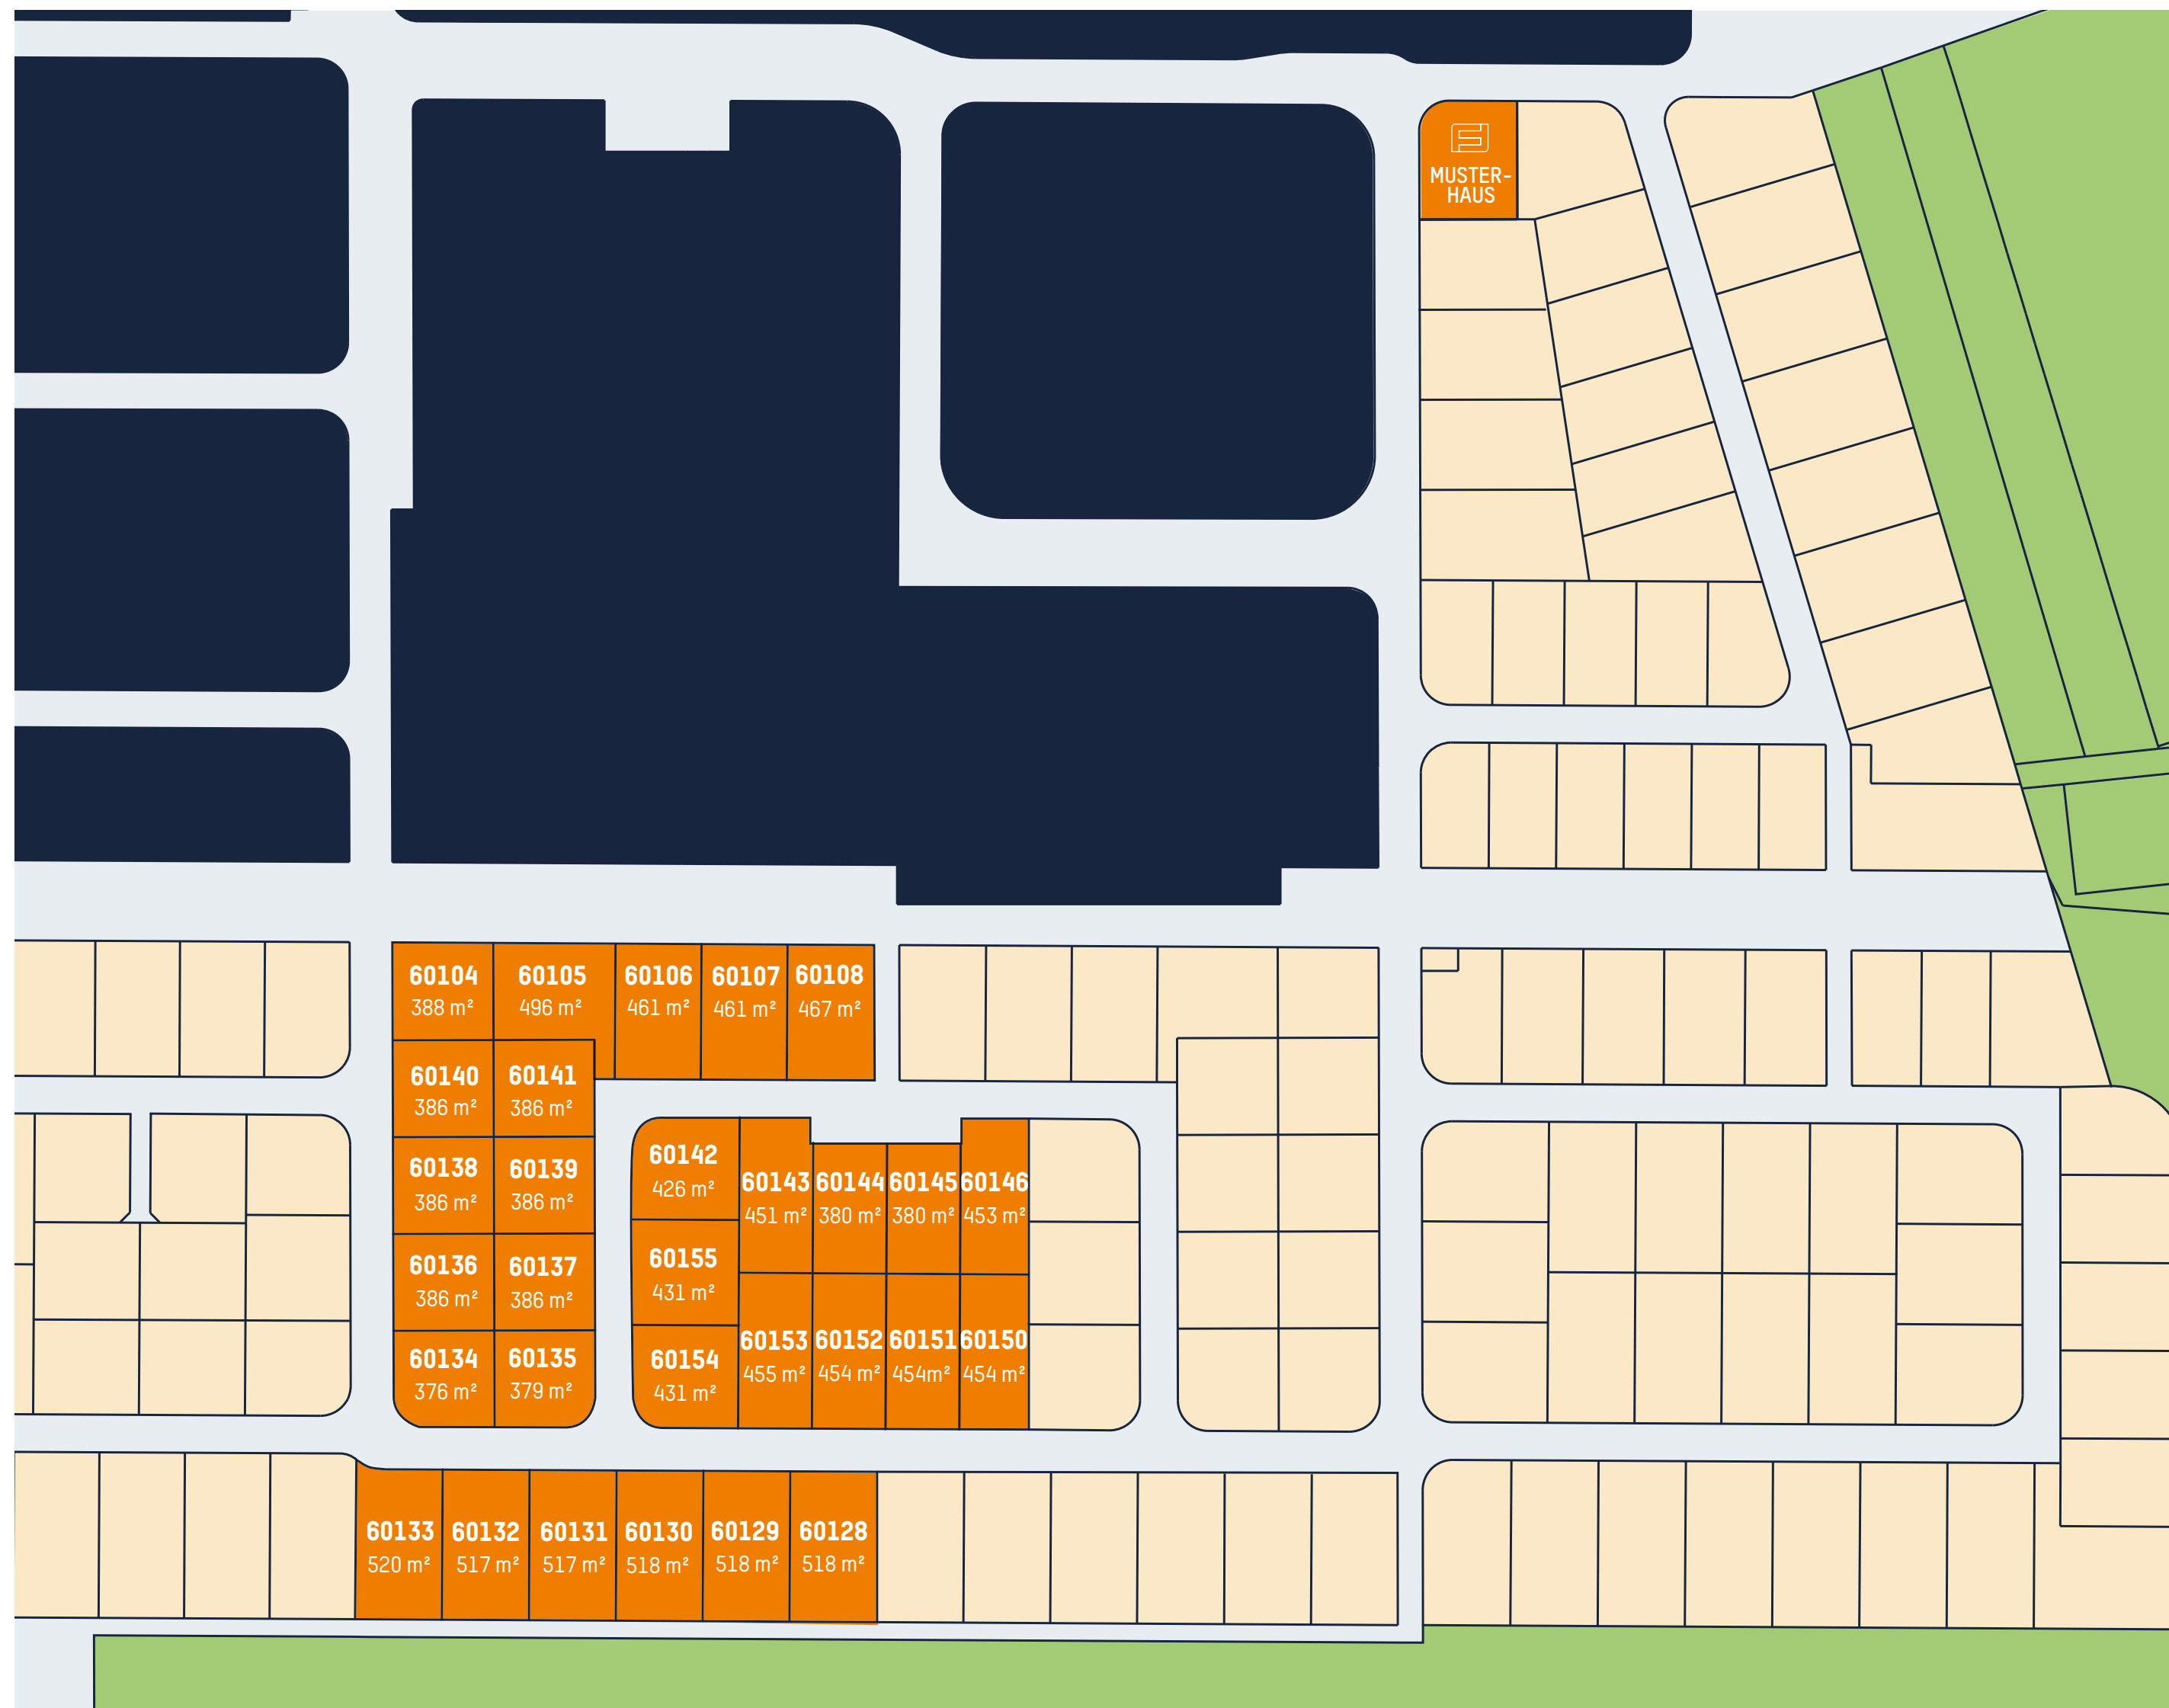 MUSTER-
HAUS
60104
388 m²
60105
496 m²
60106
461 m²
60107
461 m²
60108
467 m²
60140
386 m²
60141
386 m²
60138
386 m²
60139
386 m²
60136
386 m²
60137
386 m²
60134
376 m²
60135
379 m²
60142
426 m²
60143
451 m²
60144
380 m²
60145
380 m²
60146
453 m²
60155
431 m²
60154
431 m²
60153
455 m²
60152
454 m²
60151
454m²
60150
454 m²
60133
520 m²
60132
517 m²
60131
517 m²
60130
518 m²
60129
518 m²
60128
518 m²